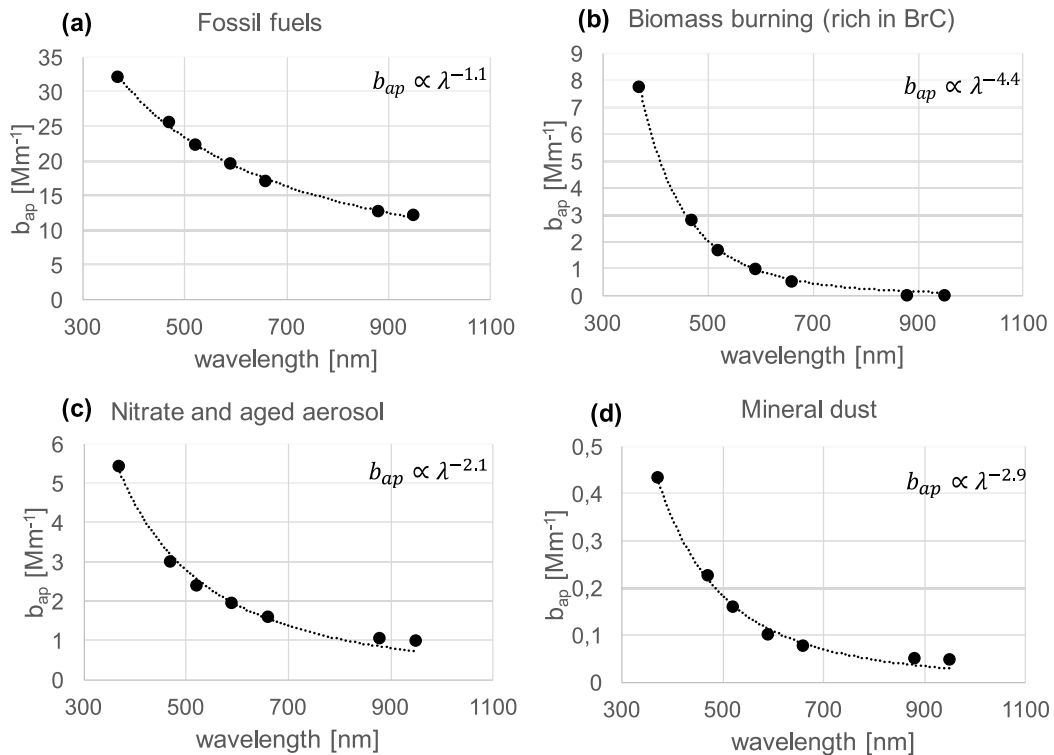 (a) Fossil fuels
b_ap ∝ λ^−1.1
35
30
25
20
15
10
5
0
b_ap [Mm⁻¹]
300 500 700 900 1100
wavelength [nm]
(b) Biomass burning (rich in BrC)
b_ap ∝ λ^−4.4
9
8
7
6
5
4
3
2
1
0
b_ap [Mm⁻¹]
300 500 700 900 1100
wavelength [nm]
(c) Nitrate and aged aerosol
b_ap ∝ λ^−2.1
6
5
4
3
2
1
0
b_ap [Mm⁻¹]
300 500 700 900 1100
wavelength [nm]
(d) Mineral dust
b_ap ∝ λ^−2.9
0,5
0,4
0,3
0,2
0,1
0
b_ap [Mm⁻¹]
300 500 700 900 1100
wavelength [nm]